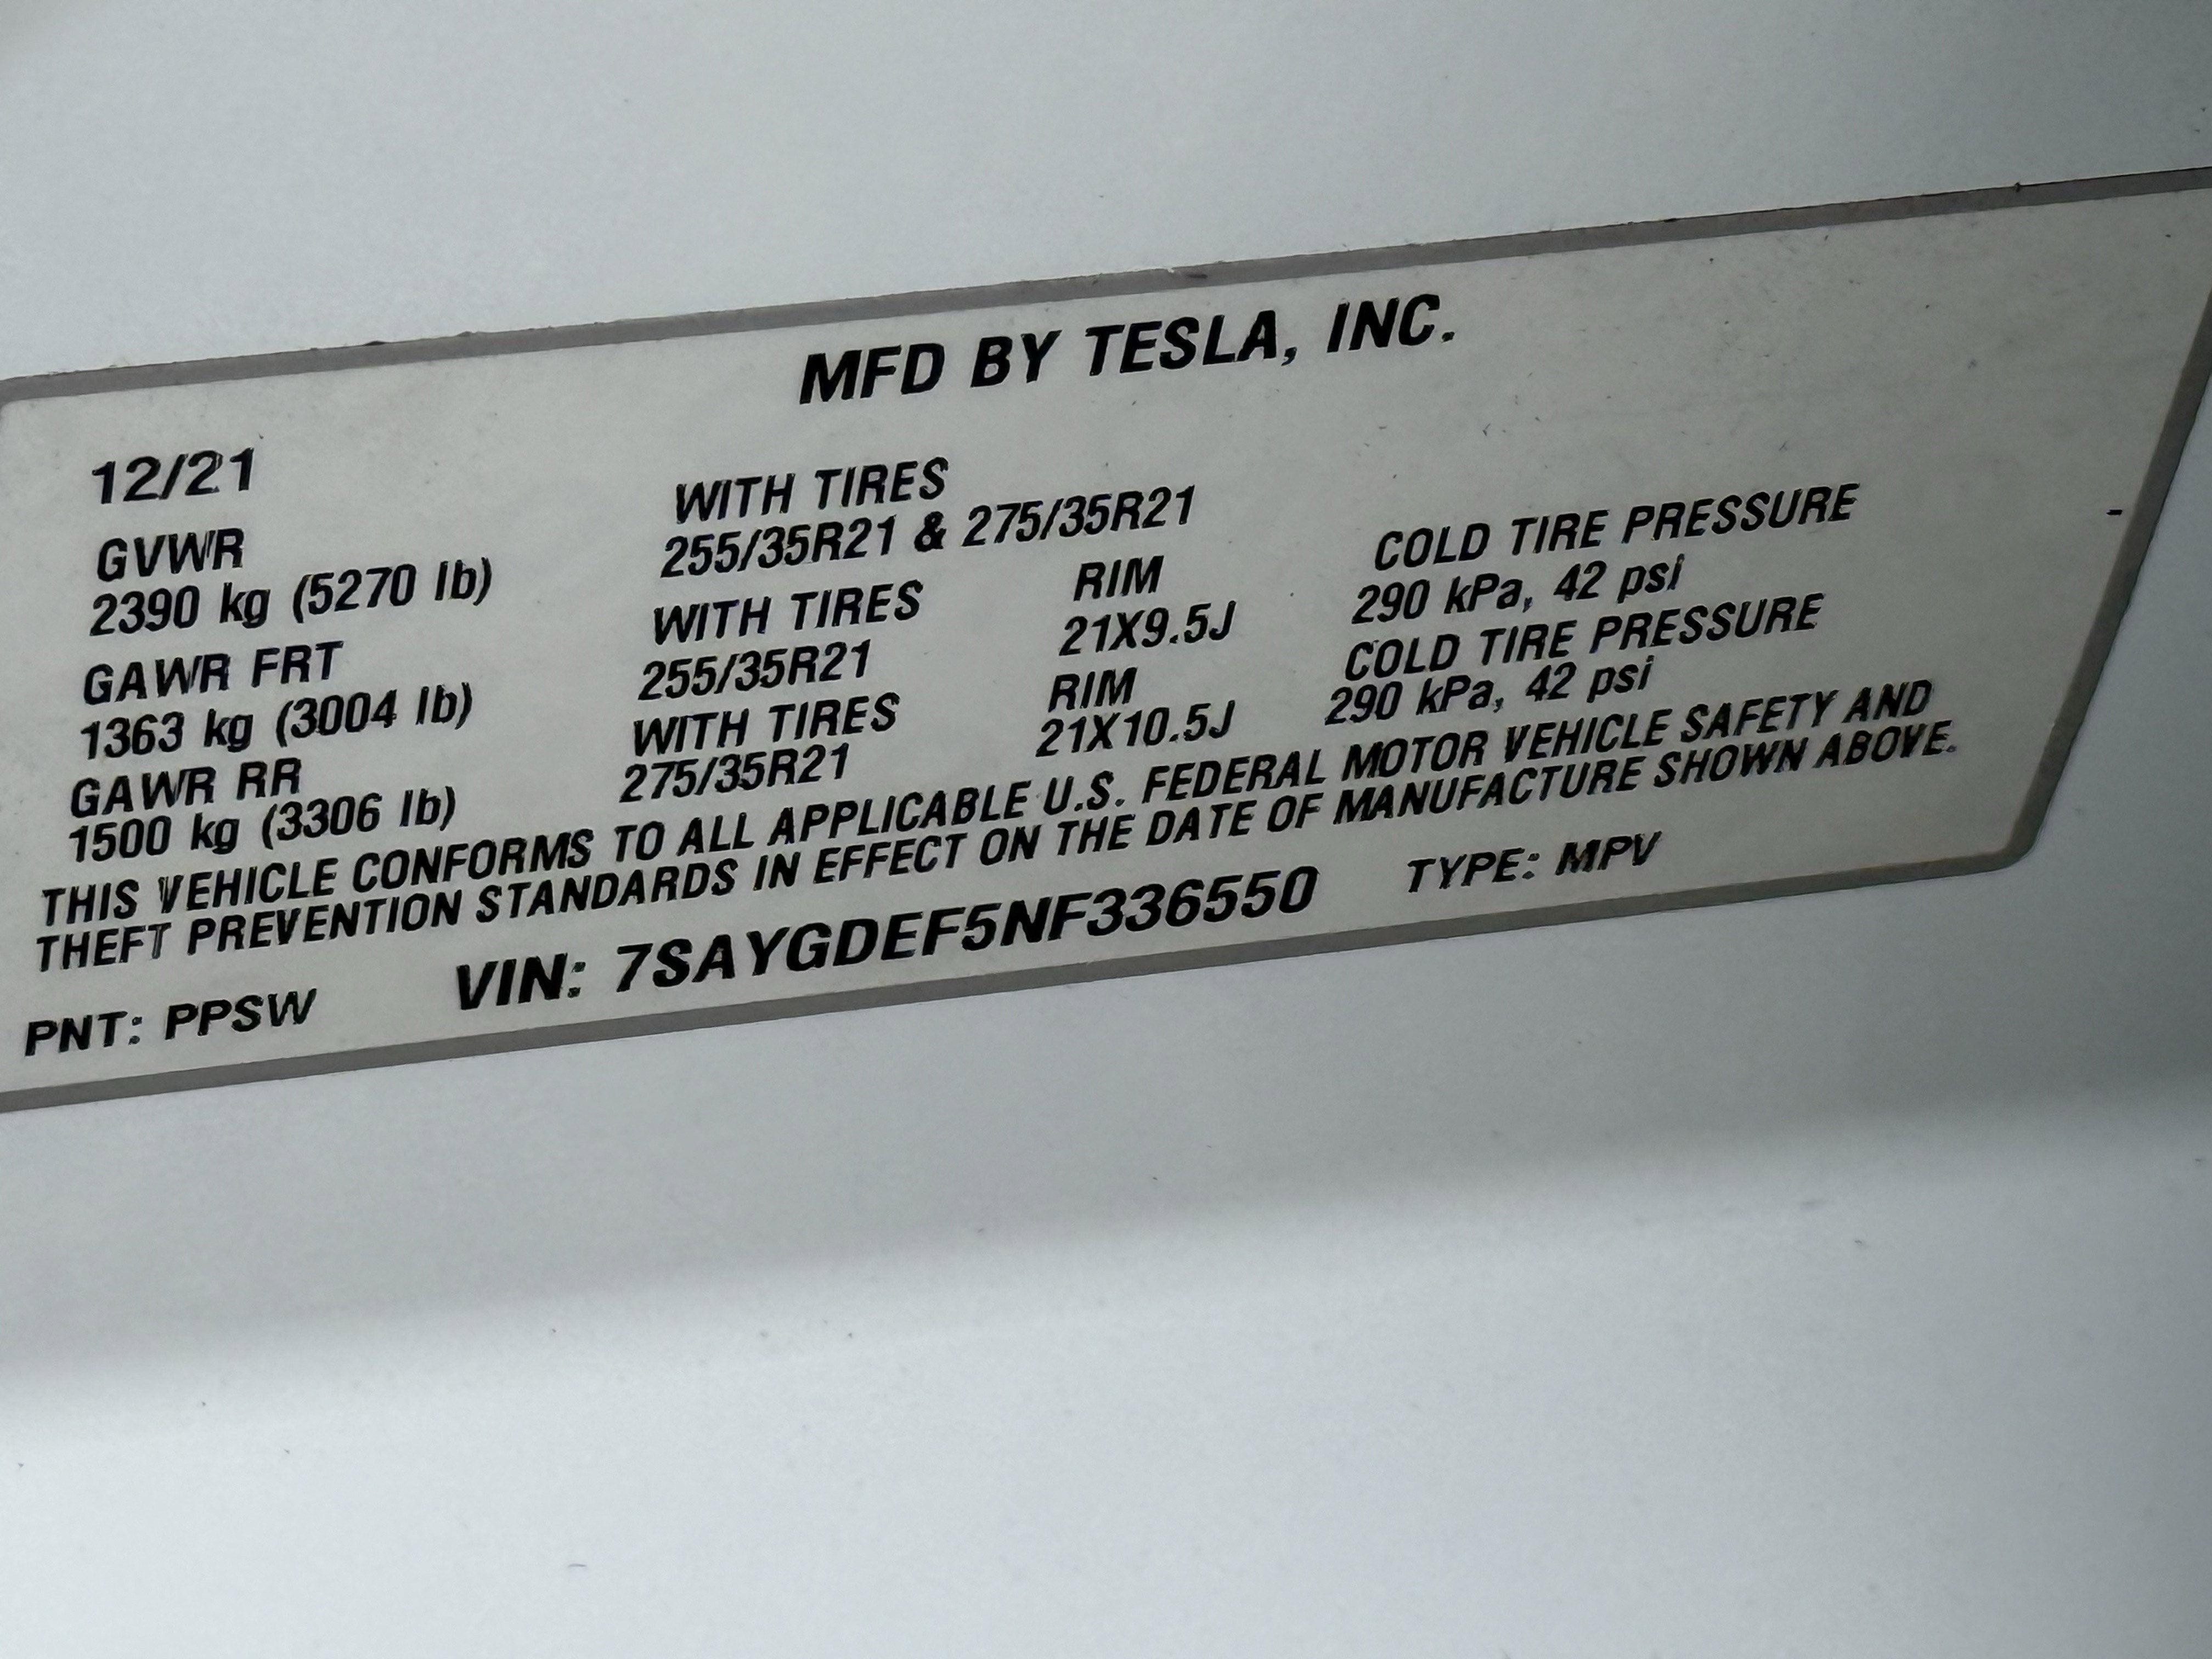 MFD BY TESLA, INC.
12/21
WITH TIRES
255/35R21 & 275/35R21
GVWR
2390 kg (5270 lb)
WITH TIRES
255/35R21
RIM
21X9.5J
COLD TIRE PRESSURE
290 kPa, 42 psi
GAWR FRT
1363 kg (3004 lb)
WITH TIRES
275/35R21
RIM
21X10.5J
COLD TIRE PRESSURE
290 kPa, 42 psi
GAWR RR
1500 kg (3306 lb)
THIS VEHICLE CONFORMS TO ALL APPLICABLE U.S. FEDERAL MOTOR VEHICLE SAFETY AND
THEFT PREVENTION STANDARDS IN EFFECT ON THE DATE OF MANUFACTURE SHOWN ABOVE.
PNT: PPSW VIN: 7SAYGDEF5NF336550 TYPE: MPV